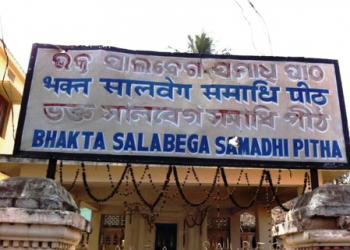 ଭକ୍ତ ସାଲବେଗ ସମାଧି ପୀଠ
भक्त सालवेग समाधि पीठ
ভক্ত সালবেগ সমাধি পীঠ
BHAKTA SALABEGA SAMADHI PITHA